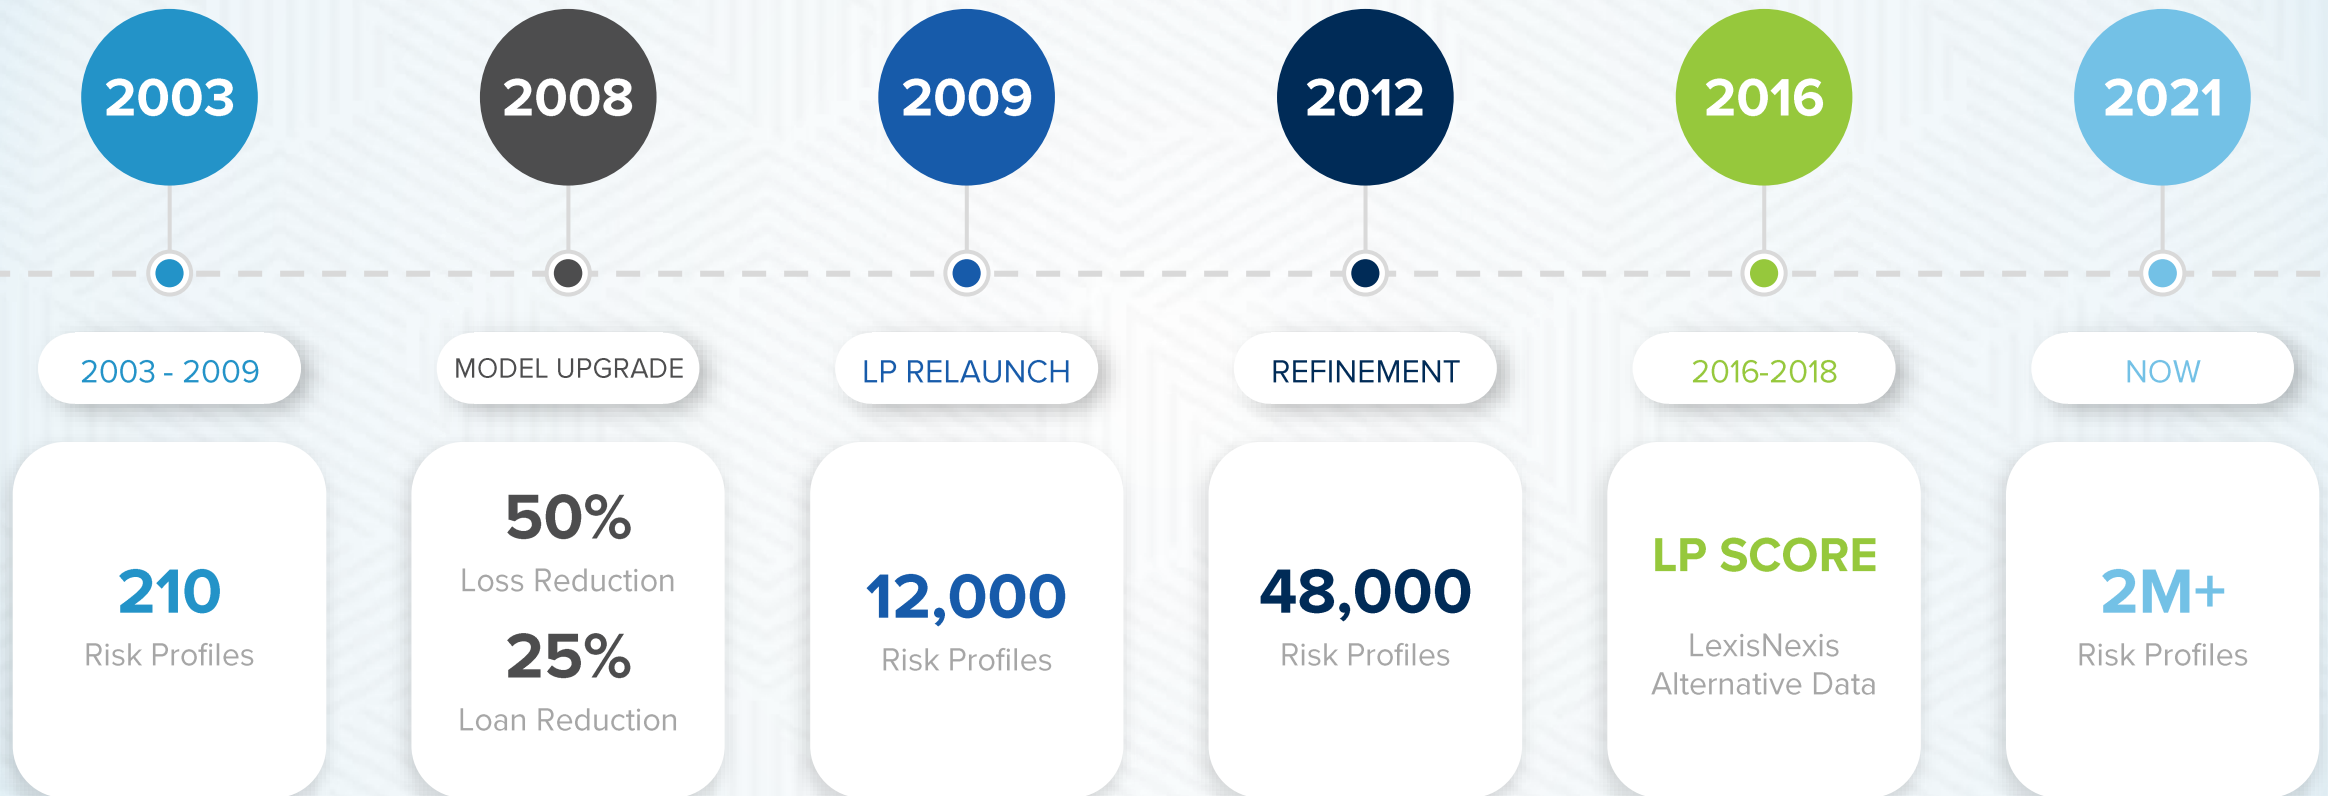 2003
2008
2009
2012
2016
2021
2003 - 2009
MODEL UPGRADE
LP RELAUNCH
REFINEMENT
2016-2018
NOW
210
Risk Profiles
50%
Loss Reduction
25%
Loan Reduction
12,000
Risk Profiles
48,000
Risk Profiles
LP SCORE
LexisNexis
Alternative Data
2M+
Risk Profiles